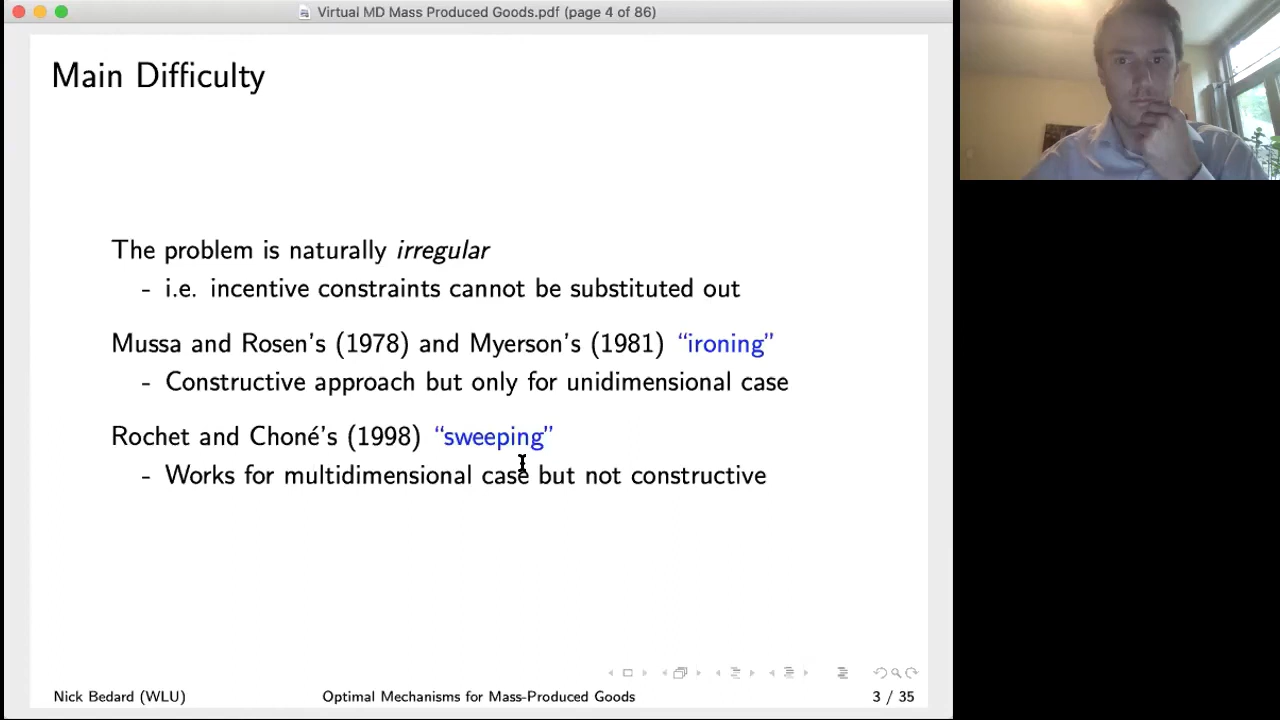 Virtual MD Mass Produced Goods.pdf (page 4 of 86)
Main Difficulty
The problem is naturally irregular
- i.e. incentive constraints cannot be substituted out
Mussa and Rosen's (1978) and Myerson's (1981) “ironing”
- Constructive approach but only for unidimensional case
Rochet and Choné's (1998) “sweeping”
- Works for multidimensional case but not constructive
Nick Bedard (WLU) Optimal Mechanisms for Mass-Produced Goods 3 / 35